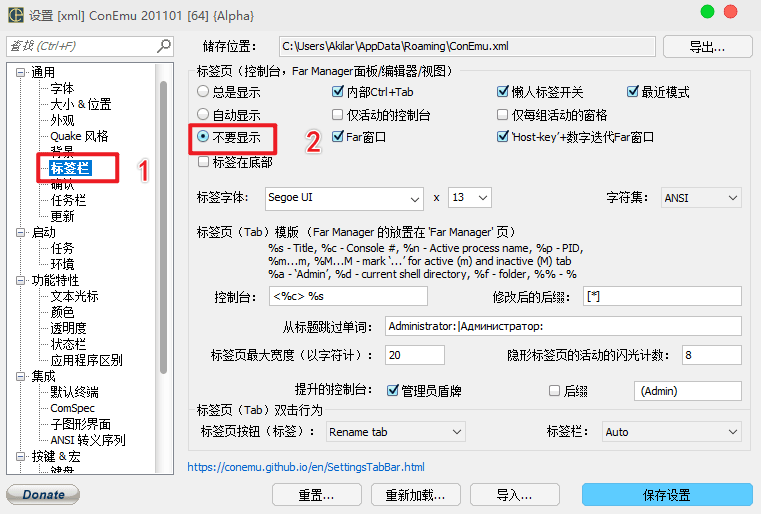 设置 [xml] ConEmu 201101 [64] {Alpha}
查找 (Ctrl+F)
储存位置：
C:\Users\Akilar\AppData\Roaming\ConEmu.xml
导出...
通用
字体
大小 & 位置
外观
Quake 风格
背景
标签栏
确认
任务栏
更新
启动
任务
环境
功能特性
文本光标
颜色
透明度
状态栏
应用程序区别
集成
默认终端
ComSpec
子图形界面
ANSI 转义序列
按键 & 宏
键盘
1
标签页（控制台，Far Manager面板/编辑器/视图）
总是显示
内部Ctrl+Tab
懒人标签开关
最近模式
自动显示
仅活动的控制台
仅每组活动的窗格
不要显示
2
Far窗口
'Host-key'+数字迭代Far窗口
标签在底部
标签字体:
Segoe UI
x
13
字符集：
ANSI
标签页（Tab）模版（Far Manager 的放置在 'Far Manager' 页）
%s - Title, %c - Console #, %n - Active process name, %p - PID,
%m...m, %M...M - mark '...' for active (m) and inactive (M) tab
%a - 'Admin', %d - current shell directory, %f - folder, %% - %
控制台：
<%c> %s
修改后的后缀：
[*]
从标题跳过单词：
Administrator:|Администратор:
标签页最大宽度（以字符计）：
20
隐形标签页的活动的闪光计数：
8
提升的控制台：
管理员盾牌
后缀
(Admin)
标签页（Tab）双击行为
标签页按钮（标签）：
Rename tab
标签栏：
Auto
https://conemu.github.io/en/SettingsTabBar.html
Donate
重置...
重新加载...
导入...
保存设置